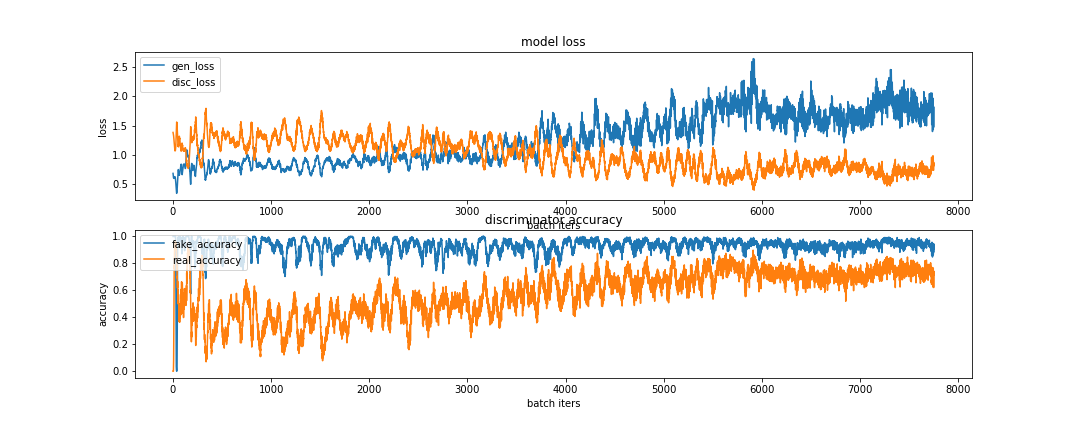 model loss
gen_loss
disc_loss
loss
2.5
2.0
1.5
1.0
0.5
0 1000 2000 3000 4000 5000 6000 7000 8000
batch iters
discriminator accuracy
fake_accuracy
real_accuracy
accuracy
1.0
0.8
0.6
0.4
0.2
0.0
0 1000 2000 3000 4000 5000 6000 7000 8000
batch iters